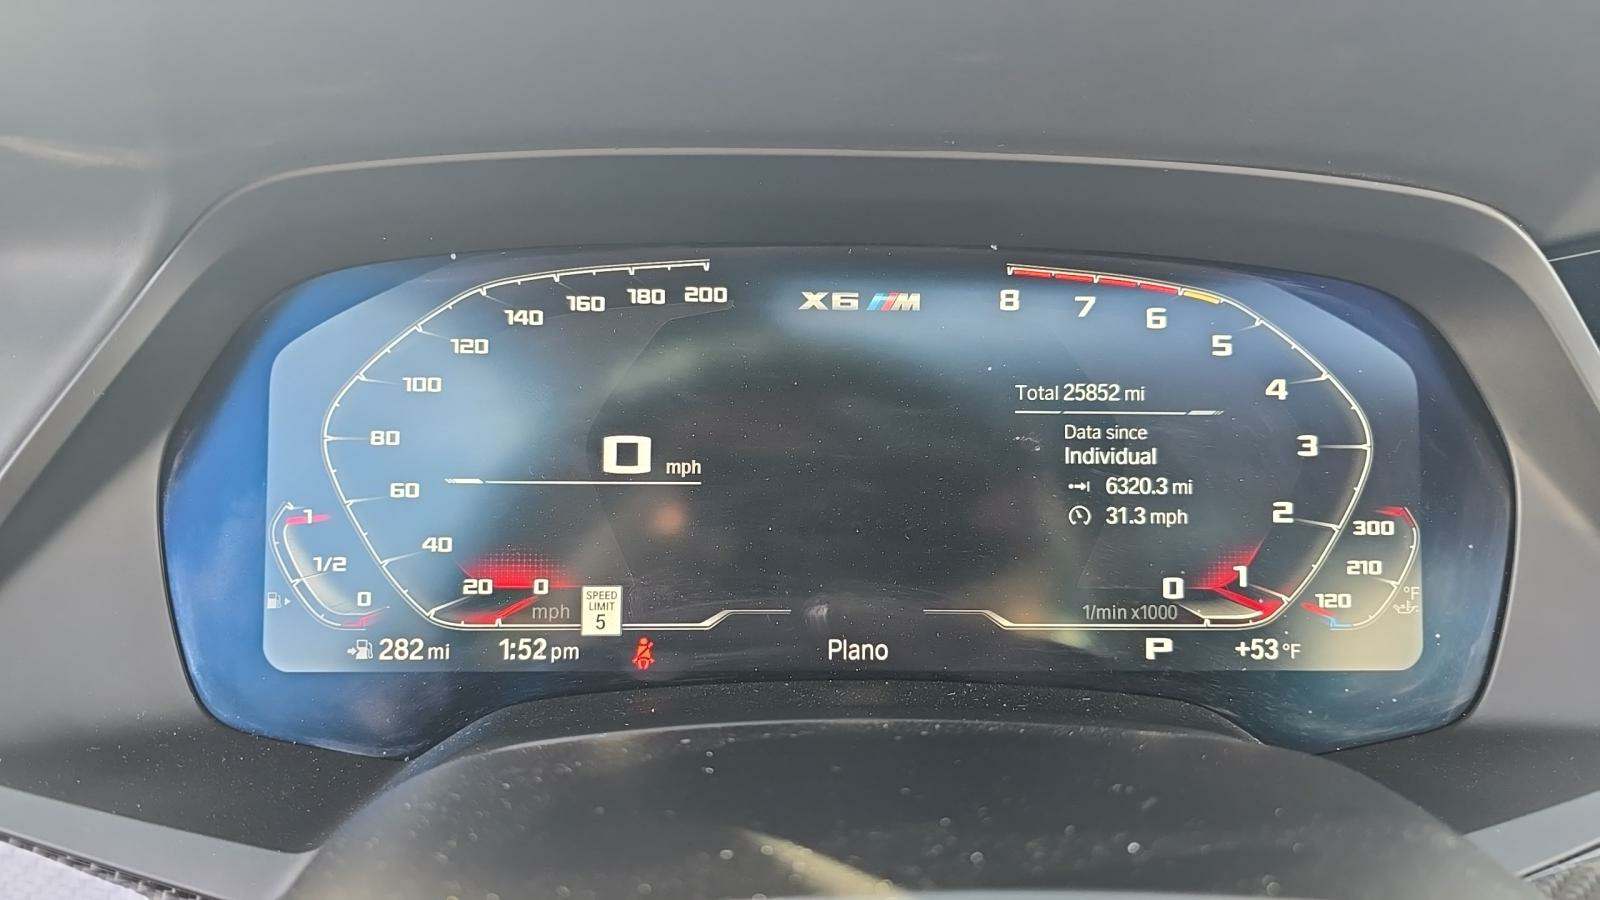 200
180
160
140
120
100
80
60
40
20
0
mph
0 mph
X6 M
8
7
6
5
4
3
2
1
0
1/min x1000
Total 25852 mi
Data since
Individual
6320.3 mi
31.3 mph
1
1/2
0
300
210
120
°F
SPEED
LIMIT
5
282 mi
1:52 pm
Plano
P
+53 °F